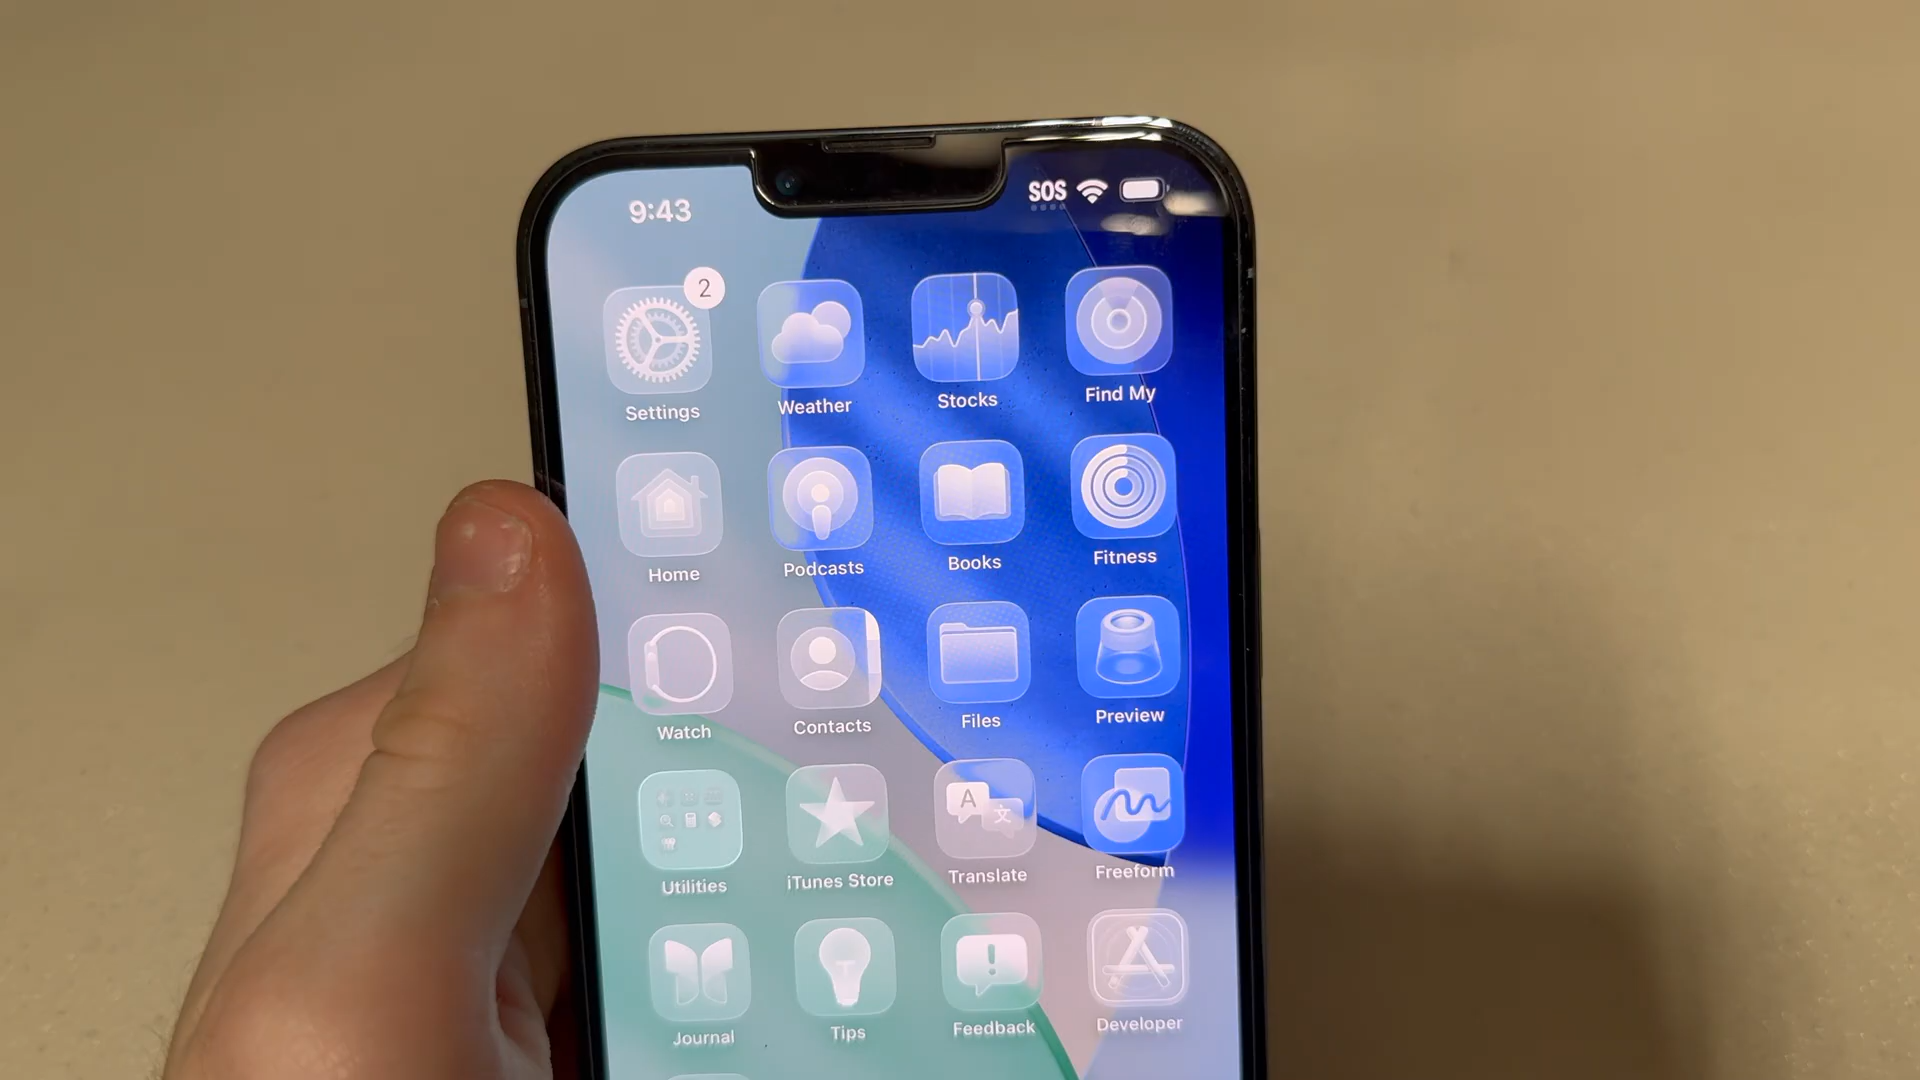 9:43
SOS
2
Settings
Weather
Stocks
Find My
Home
Podcasts
Books
Fitness
Watch
Contacts
Files
Preview
A
文
Utilities
iTunes Store
Translate
Freeform
Journal
Tips
Feedback
Developer